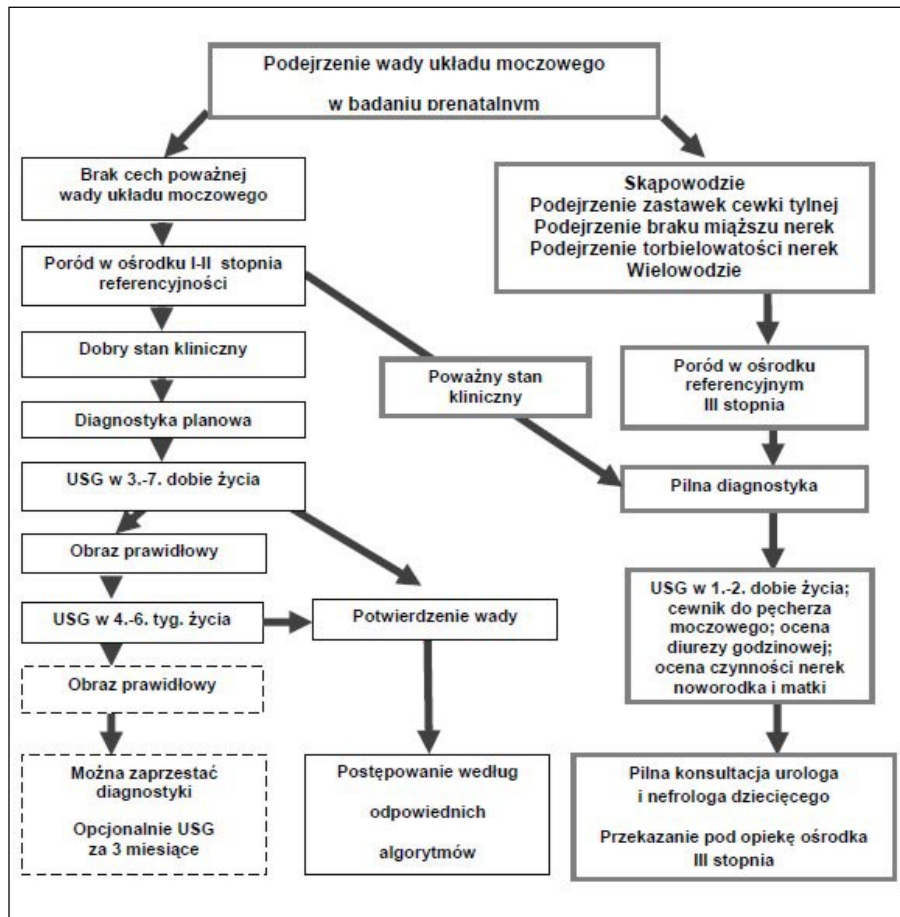 Podejrzenie wady układu moczowego
w badaniu prenatalnym
Brak cech poważnej
wady układu moczowego
Poród w ośrodku I-II stopnia
referencyjności
Dobry stan kliniczny
Diagnostyka planowa
USG w 3.-7. dobie życia
Obraz prawidłowy
USG w 4.-6. tyg. życia
Obraz prawidłowy
Można zaprzestać
diagnostyki
Opcjonalnie USG
za 3 miesiące
Potwierdzenie wady
Postępowanie według
odpowiednich
algorytmów
Poważny stan
kliniczny
Skąpowodzie
Podejrzenie zastawek cewki tylnej
Podejrzenie braku miąższu nerek
Podejrzenie torbielowatości nerek
Wielowodzie
Poród w ośrodku
referencyjnym
III stopnia
Pilna diagnostyka
USG w 1.-2. dobie życia;
cewnik do pęcherza
moczowego; ocena
diurezy godzinowej;
ocena czynności nerek
noworodka i matki
Pilna konsultacja urologa
i nefrologa dziecięcego
Przekazanie pod opiekę ośrodka
III stopnia